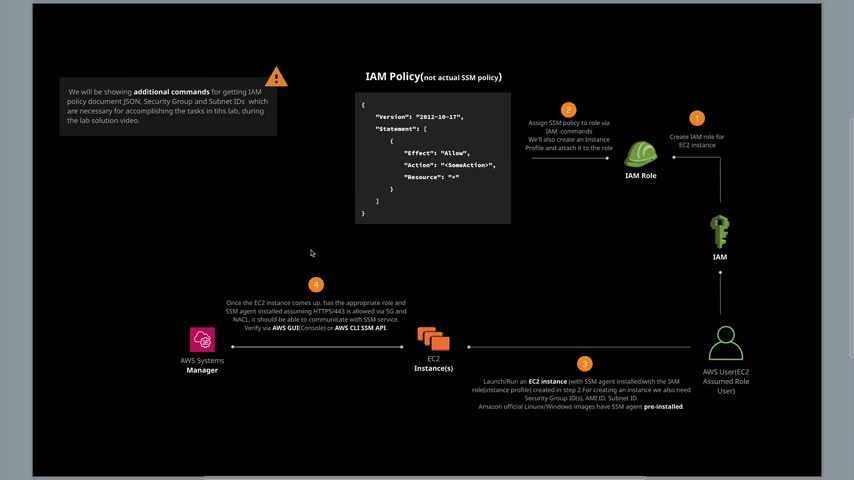 We will be showing additional commands for getting IAM
policy document JSON, Security Group and Subnet IDs which
are necessary for accomplishing the tasks in tihs lab, during
the lab solution video.
IAM Policy(not actual SSM policy)
{
"Version": "2012-10-17",
"Statement": [
{
"Effect": "Allow",
"Action": "<SomeAction>",
"Resource": "*"
}
]
}
2
Assign SSM policy to role via
IAM commands
We'll also create an Instance
Profile and attach it to the role
IAM Role
1
Create IAM role for
EC2 instance
IAM
4
Once the EC2 instance comes up, has the appropriate role and
SSM agent installed assuming HTTPS/443 is allowed via SG and
NACL, it should be able to communicate with SSM service.
Verify via AWS GUI(Console) or AWS CLI SSM API.
AWS Systems
Manager
EC2
Instance(s)
3
Launch/Run an EC2 instance (with SSM agent installed)with the IAM
role(instance profile) created in step 2.For creating an instance we also need
Security Group ID(s), AMI ID, Subnet ID
Amazon official Linunx/Windows images have SSM agent pre-installed.
AWS User(EC2
Assumed Role
User)